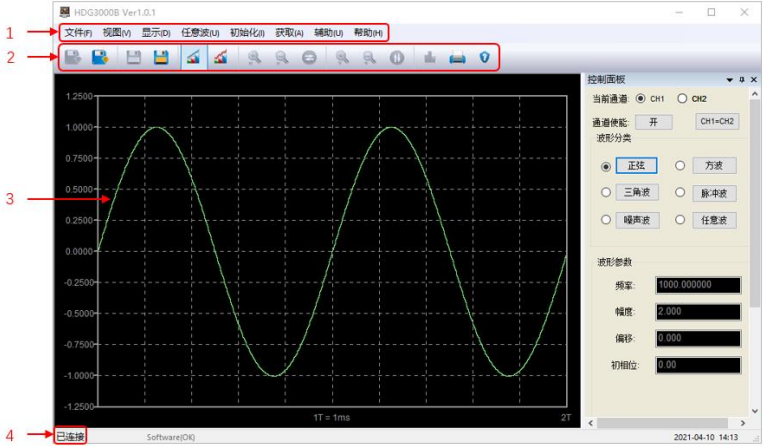 HDG3000B Ver1.0.1
1
文件(F) 视图(V) 显示(D) 任意波(U) 初始化(I) 获取(A) 辅助(U) 帮助(H)
2
控制面板
当前通道: CH1 CH2
通道使能: 开 CH1=CH2
波形分类
正弦 方波
三角波 脉冲波
噪声波 任意波
波形参数
频率: 1000.000000
幅度: 2.000
偏移: 0.000
初相位: 0.00
1.2500
1.0000
0.7500
3
0.5000
0.2500
0.0000
-0.2500
-0.5000
-0.7500
-1.0000
-1.2500
1T = 1ms 2T
4
已连接 Software(OK) 2021-04-10 14:13